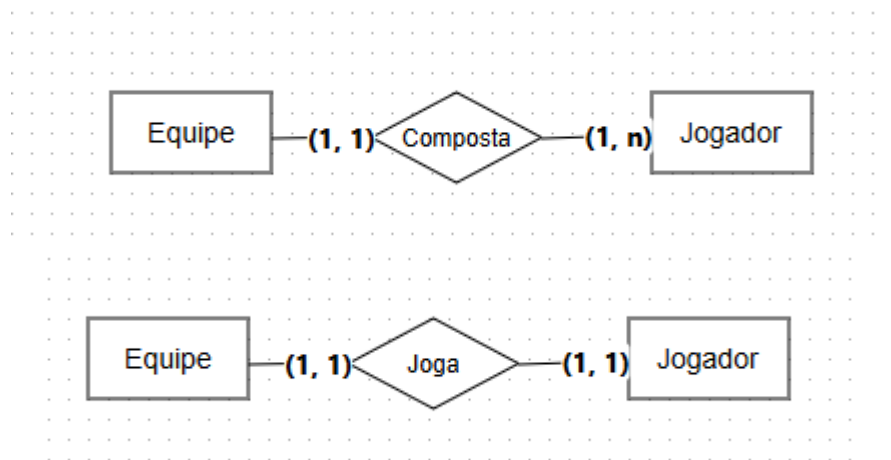 Equipe (1, 1) Composta (1, n) Jogador
Equipe (1, 1) Joga (1, 1) Jogador